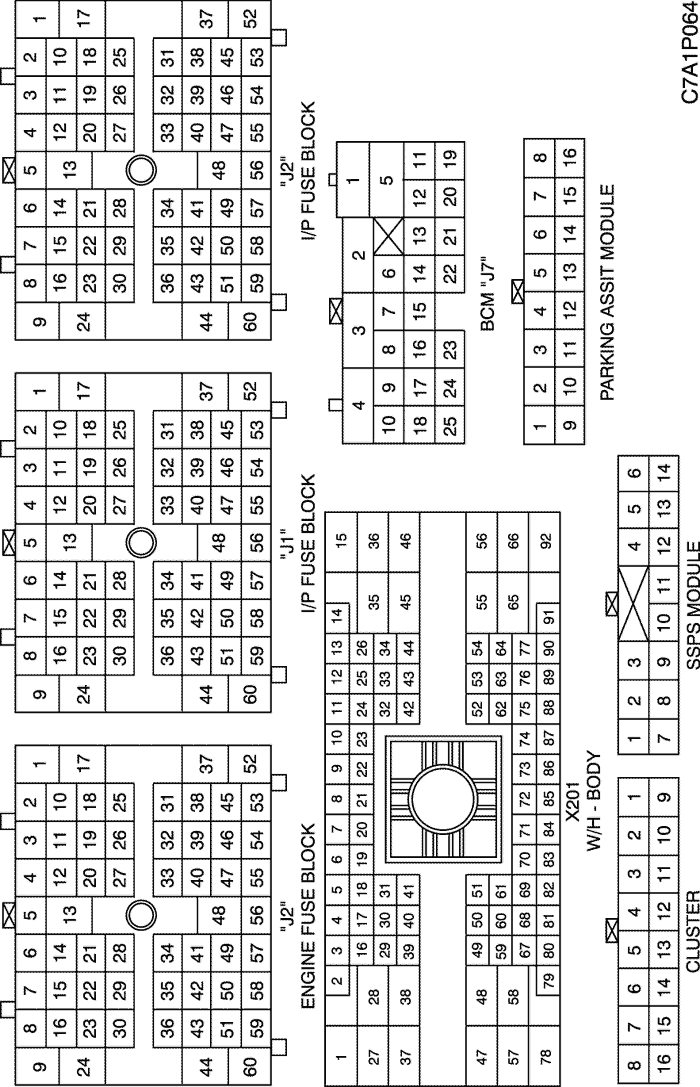 9 8 7 6 5 4 3 2 1
16 15 14 13 12 11 10
24 23 22 21 20 19 18 17
30 29 28 27 26 25
36 35 34 33 32 31
44 43 42 41 40 39 38 37
51 50 49 48 47 46 45
60 59 58 57 56 55 54 53 52
"J2"
ENGINE FUSE BLOCK
9 8 7 6 5 4 3 2 1
16 15 14 13 12 11 10
24 23 22 21 20 19 18 17
30 29 28 27 26 25
36 35 34 33 32 31
44 43 42 41 40 39 38 37
51 50 49 48 47 46 45
60 59 58 57 56 55 54 53 52
"J1"
I/P FUSE BLOCK
9 8 7 6 5 4 3 2 1
16 15 14 13 12 11 10
24 23 22 21 20 19 18 17
30 29 28 27 26 25
36 35 34 33 32 31
44 43 42 41 40 39 38 37
51 50 49 48 47 46 45
60 59 58 57 56 55 54 53 52
"J2"
I/P FUSE BLOCK
1 2 3 4 5 6 7 8 9 10 11 12 13 14 15
16 17 18 19 20 21 22 23 24 25 26
27 28 29 30 31 32 33 34 35 36
37 38 39 40 41 42 43 44 45 46
47 48 49 50 51 52 53 54 55 56
57 58 59 60 61 62 63 64 65 66
67 68 69 70 71 72 73 74 75 76 77
78 79 80 81 82 83 84 85 86 87 88 89 90 91 92
X201
W/H - BODY
4 3 2 1
10 9 8 7 6 5
18 17 16 15 14 13 12 11
25 24 23 22 21 20 19
BCM "J7"
1 2 3 4 5 6 7 8
9 10 11 12 13 14 15 16
PARKING ASSIT MODULE
8 7 6 5 4 3 2 1
16 15 14 13 12 11 10 9
CLUSTER
1 2 3 4 5 6
7 8 9 10 11 12 13 14
SSPS MODULE
C7A1P064